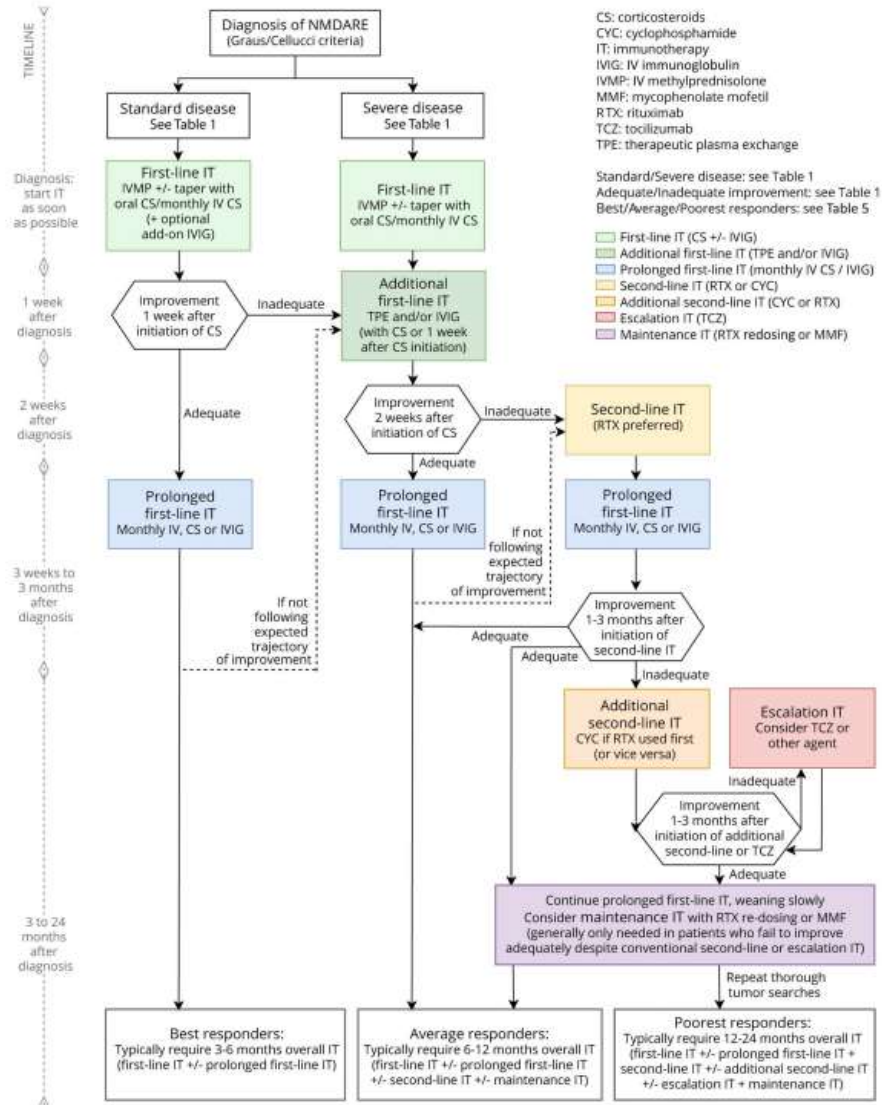 TIMELINE
Diagnosis of NMDARE
(Graus/Cellucci criteria)
CS: corticosteroids
CYC: cyclophosphamide
IT: immunotherapy
IVIG: IV immunoglobulin
IVMP: IV methylprednisolone
MMF: mycophenolate mofetil
RTX: rituximab
TCZ: tocilizumab
TPE: therapeutic plasma exchange
Standard/Severe disease: see Table 1
Adequate/Inadequate improvement: see Table 1
Best/Average/Poorest responders: see Table 5
First-line IT (CS +/- IVIG)
Additional first-line IT (TPE and/or IVIG)
Prolonged first-line IT (monthly IV CS / IVIG)
Second-line IT (RTX or CYC)
Additional second-line IT (CYC or RTX)
Escalation IT (TCZ)
Maintenance IT (RTX redosing or MMF)
Standard disease
See Table 1
Severe disease
See Table 1
Diagnosis:
start IT
as soon
as possible
First-line IT
IVMP +/- taper with
oral CS/monthly IV CS
(+ optional
add-on IVIG)
First-line IT
IVMP +/- taper with
oral CS/monthly IV CS
1 week
after
diagnosis
Improvement
1 week after
initiation of CS
Inadequate
Additional
first-line IT
TPE and/or IVIG
(with CS or 1 week
after CS initiation)
2 weeks
after
diagnosis
Adequate
Improvement
2 weeks after
initiation of CS
Inadequate
Second-line IT
(RTX preferred)
Adequate
Prolonged
first-line IT
Monthly IV, CS or IVIG
Prolonged
first-line IT
Monthly IV, CS or IVIG
Prolonged
first-line IT
Monthly IV, CS or IVIG
If not
following
expected
trajectory
of improvement
3 weeks to
3 months
after
diagnosis
If not
following
expected
trajectory
of improvement
Improvement
1-3 months after
initiation of
second-line IT
Adequate
Adequate
Inadequate
Additional
second-line IT
CYC if RTX used first
(or vice versa)
Escalation IT
Consider TCZ or
other agent
Inadequate
Improvement
1-3 months after
initiation of additional
second-line or TCZ
Adequate
3 to 24
months
after
diagnosis
Continue prolonged first-line IT, weaning slowly
Consider maintenance IT with RTX re-dosing or MMF
(generally only needed in patients who fail to improve
adequately despite conventional second-line or escalation IT)
Repeat thorough
tumor searches
Best responders:
Typically require 3-6 months overall IT
(first-line IT +/- prolonged first-line IT)
Average responders:
Typically require 6-12 months overall IT
(first-line IT +/- prolonged first-line IT
+/- second-line IT +/- maintenance IT)
Poorest responders:
Typically require 12-24 months overall IT
(first-line IT +/- prolonged first-line IT +
second-line IT +/- additional second-line IT
+/- escalation IT + maintenance IT)